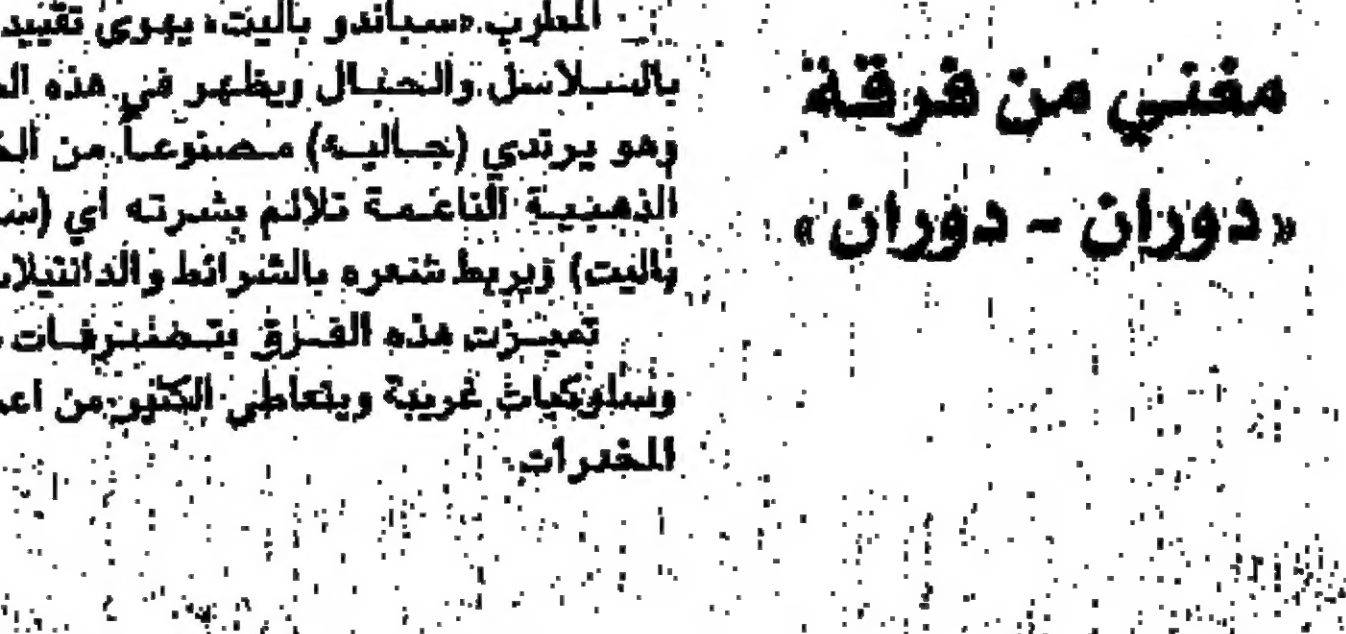 مغني من فرقة
«دوران - دوران»
المطرب «سباندو باليت» يهوى تقييد
بالسلاسل والحبال ويظهر في هذه
وهو يرتدي (جاليه) مصنوعاً من
الذهبية الناعمة تلائم بشرته اي
باليت) ويربط شعره بالشرائط والدانتيلا
تميزت هذه الفرق بتصرفات
وسلوكيات غريبة ويتعاطى الكثير من
المخدرات